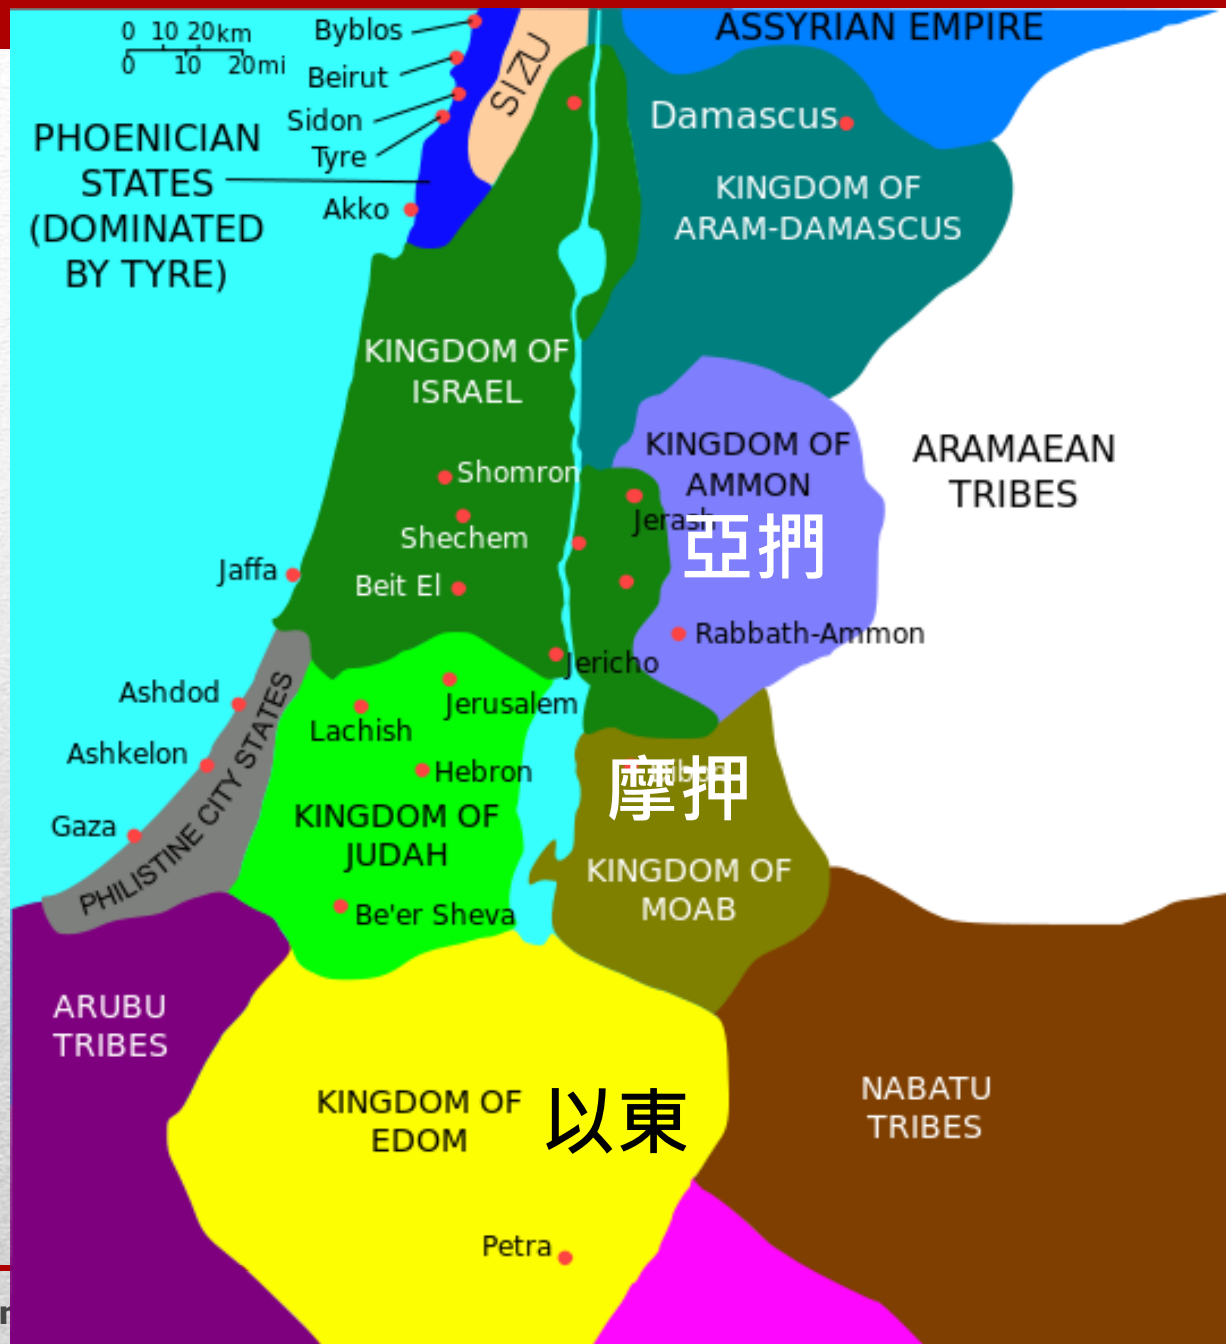 ASSYRIAN EMPIRE
0 10 20km
0 10 20mi
Byblos
Beirut
Sidon
Tyre
Akko
SIZU
PHOENICIAN
STATES
(DOMINATED
BY TYRE)
Damascus
KINGDOM OF
ARAM-DAMASCUS
KINGDOM OF
ISRAEL
KINGDOM OF
AMMON
亞捫
ARAMAEAN
TRIBES
Shomron
Shechem
Jerash
Jaffa
Beit El
Rabbath-Ammon
Jericho
Ashdod
Jerusalem
Lachish
Ashkelon
Hebron
Gaza
PHILISTINE CITY STATES
KINGDOM OF
JUDAH
摩押
KINGDOM OF
MOAB
Be'er Sheva
ARUBU
TRIBES
KINGDOM OF
EDOM
以東
NABATU
TRIBES
Petra